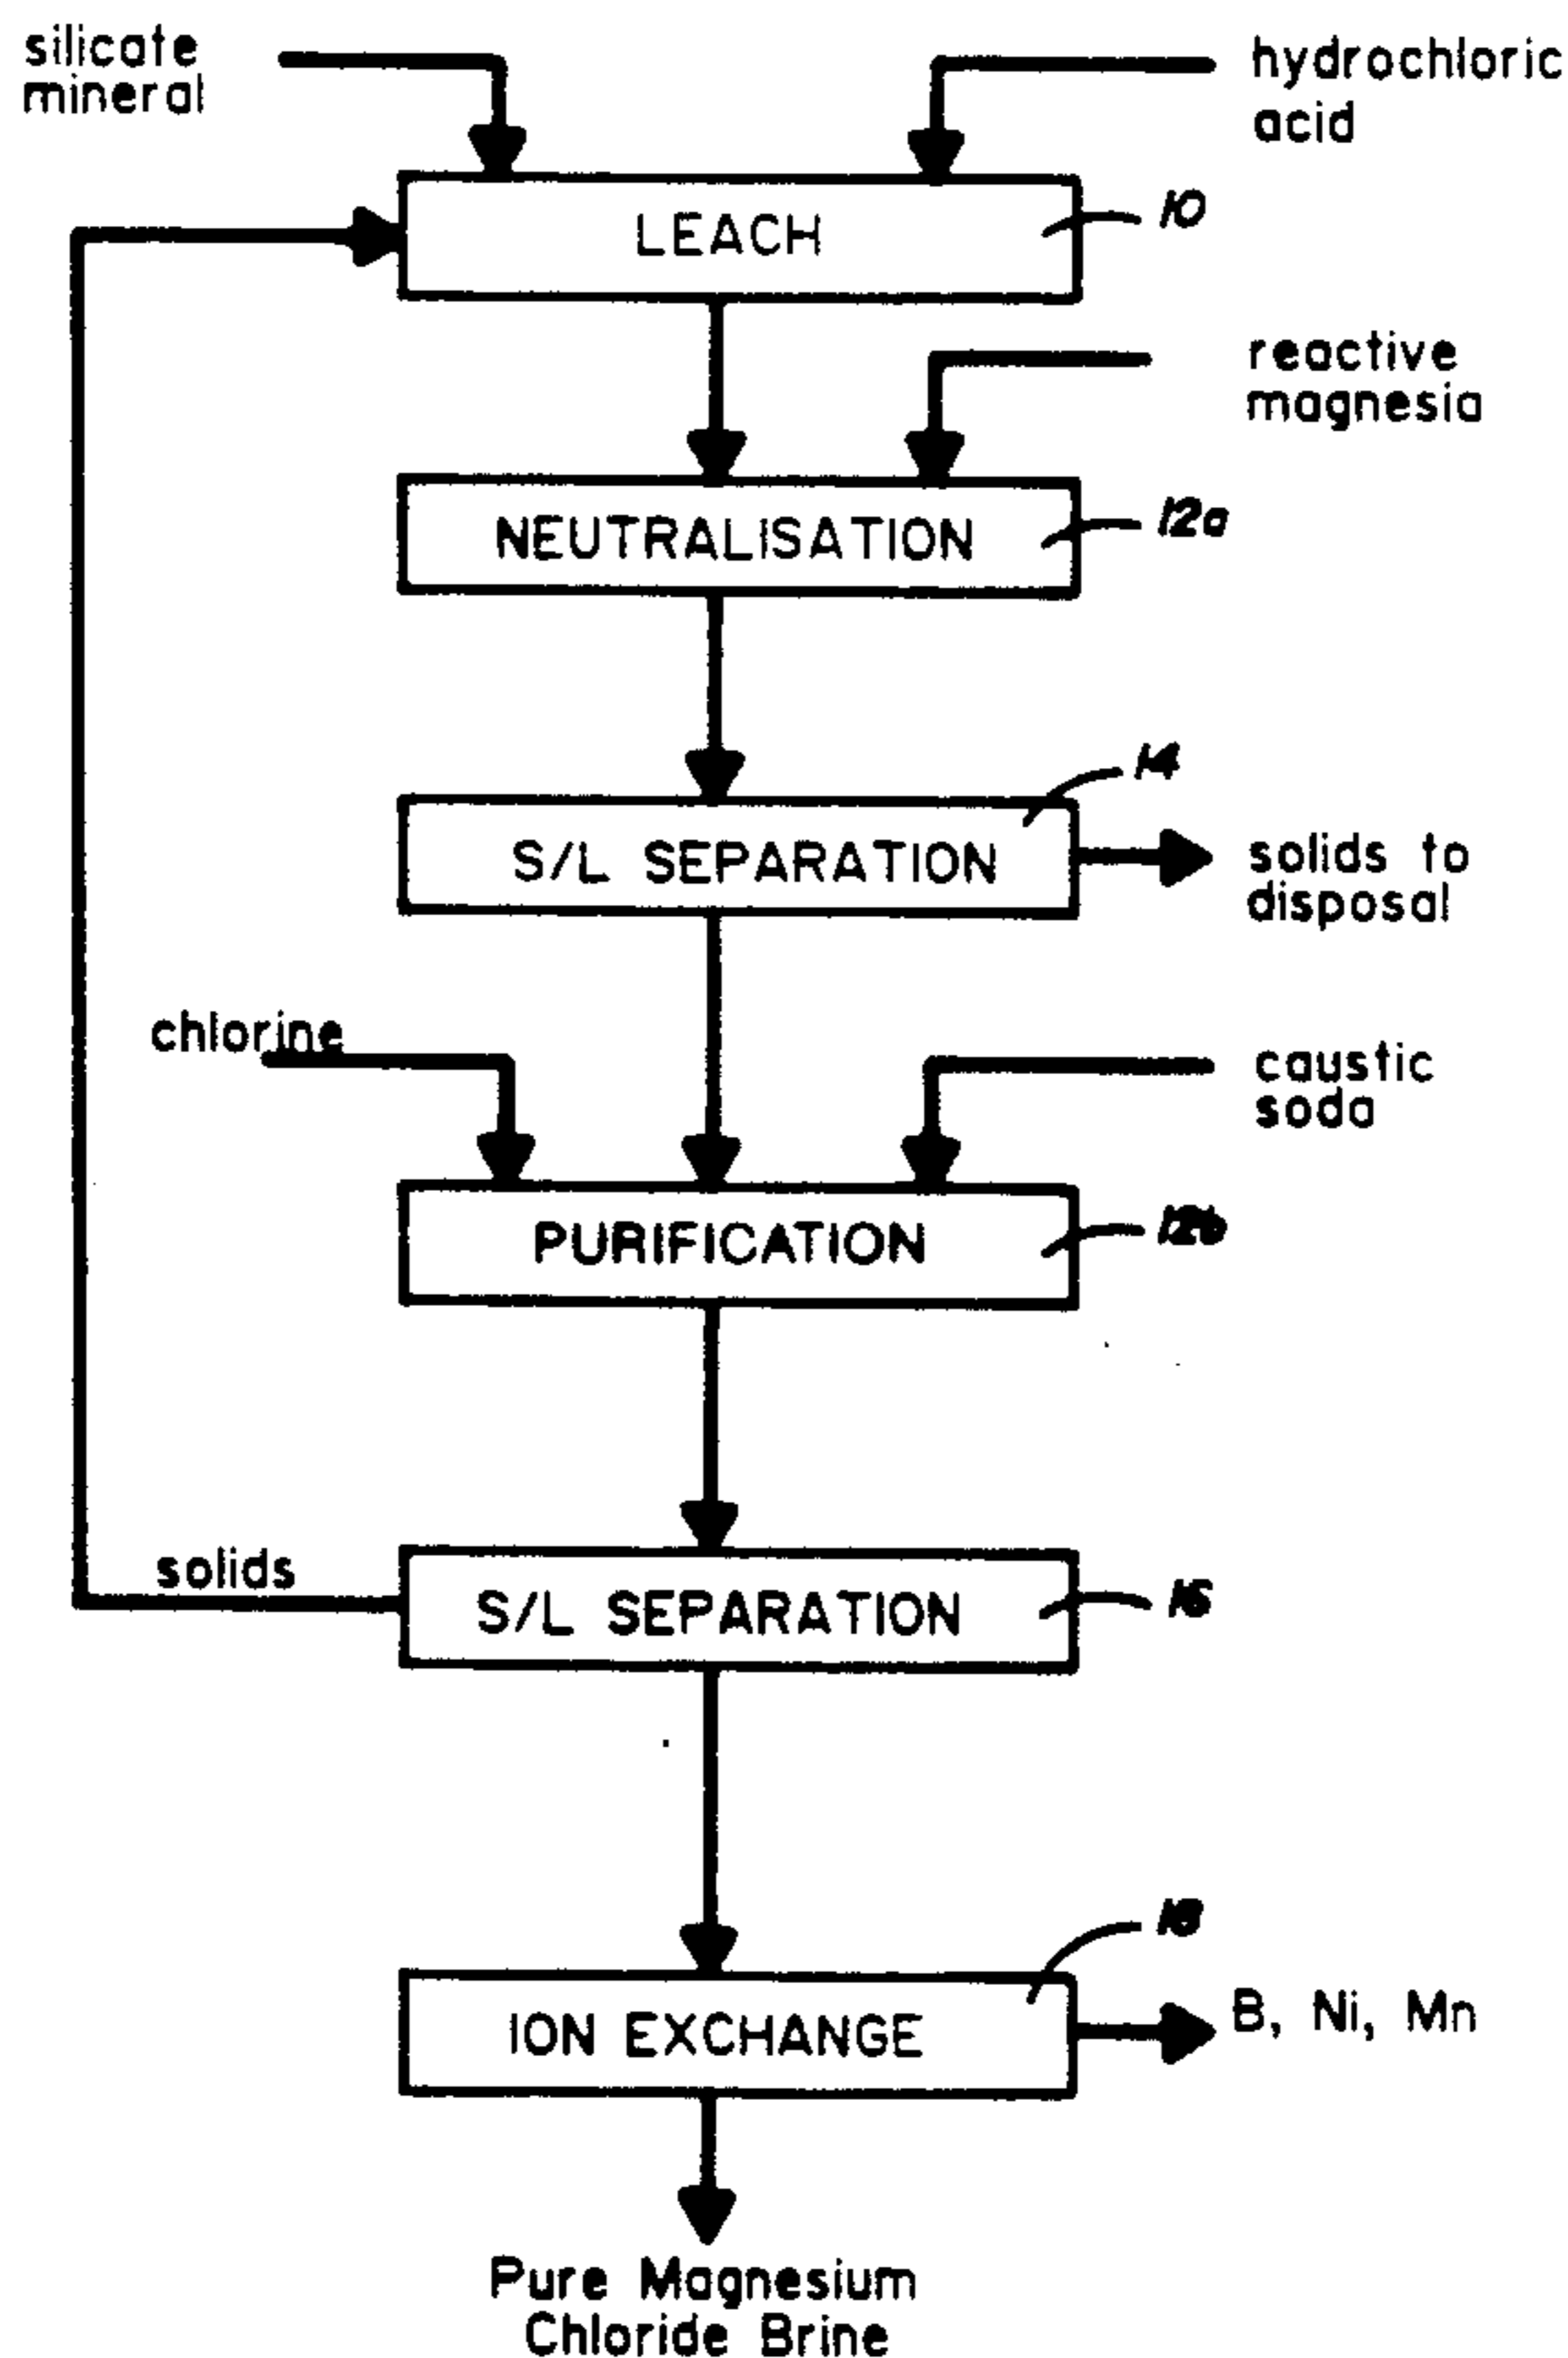 silicate
mineral
hydrochloric
acid
LEACH
10
reactive
magnesia
NEUTRALISATION
12a
14
S/L SEPARATION
solids to
disposal
chlorine
caustic
soda
PURIFICATION
12b
solids
S/L SEPARATION
16
18
ION EXCHANGE
B, Ni, Mn
Pure Magnesium
Chloride Brine